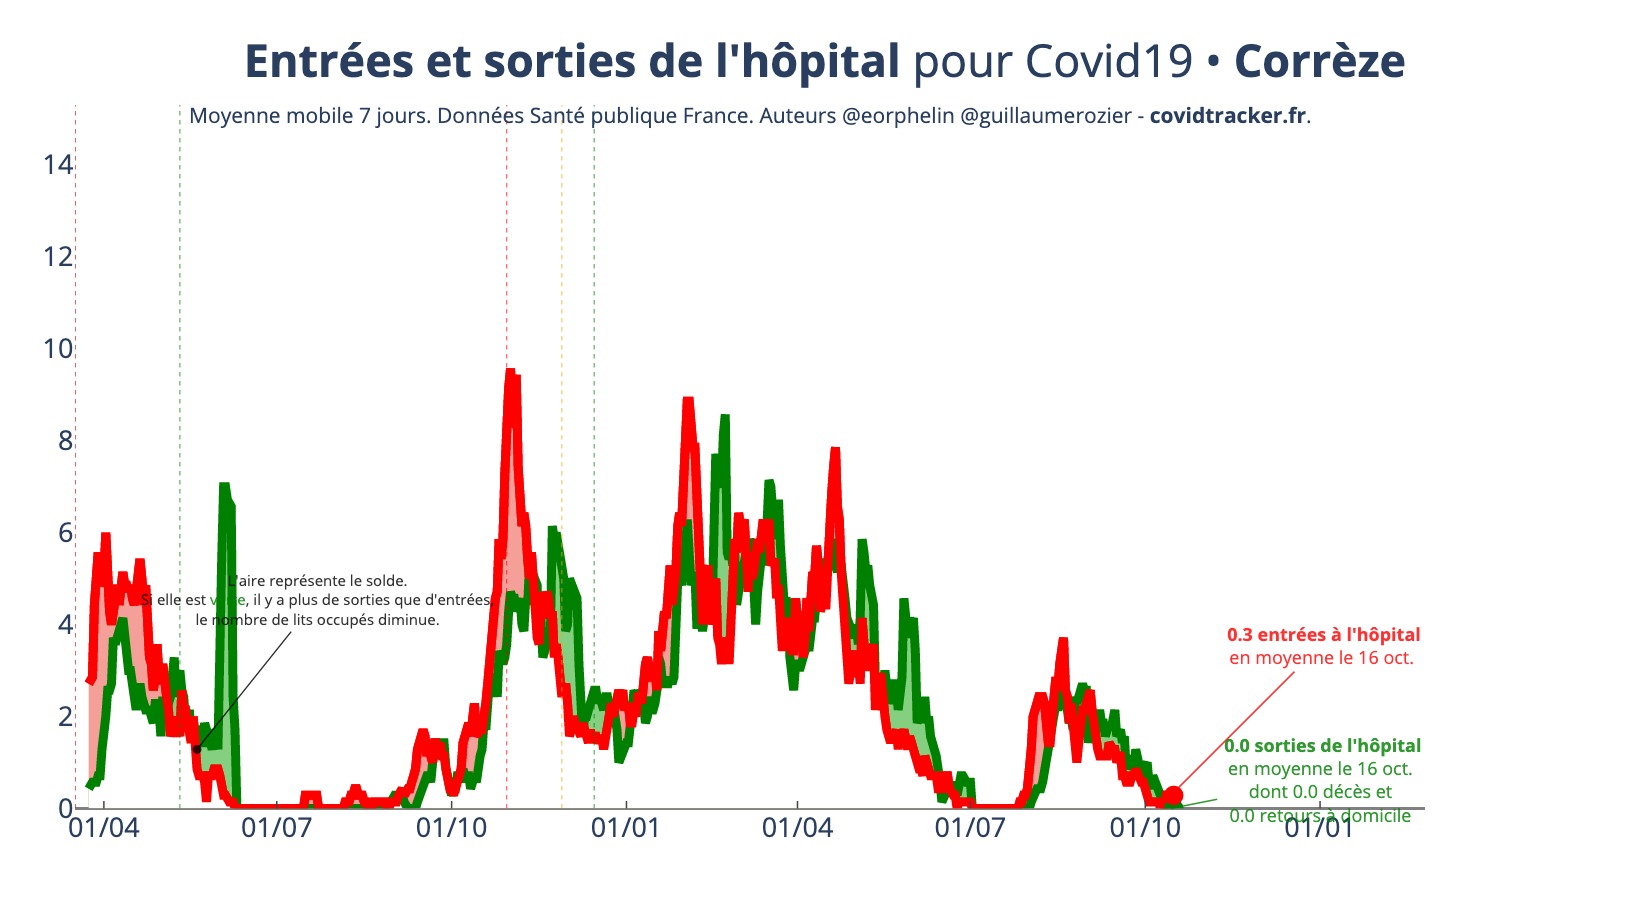 Entrées et sorties de l'hôpital pour Covid19 • Corrèze
Moyenne mobile 7 jours. Données Santé publique France. Auteurs @eorphelin @guillaumerozier - covidtracker.fr.
14
12
10
8
6
4
2
0
L'aire représente le solde.
Si elle est verte, il y a plus de sorties que d'entrées,
le nombre de lits occupés diminue.
0.3 entrées à l'hôpital
en moyenne le 16 oct.
0.0 sorties de l'hôpital
en moyenne le 16 oct.
dont 0.0 décès et
0.0 retours à domicile
01/04 01/07 01/10 01/01 01/04 01/07 01/10 01/01